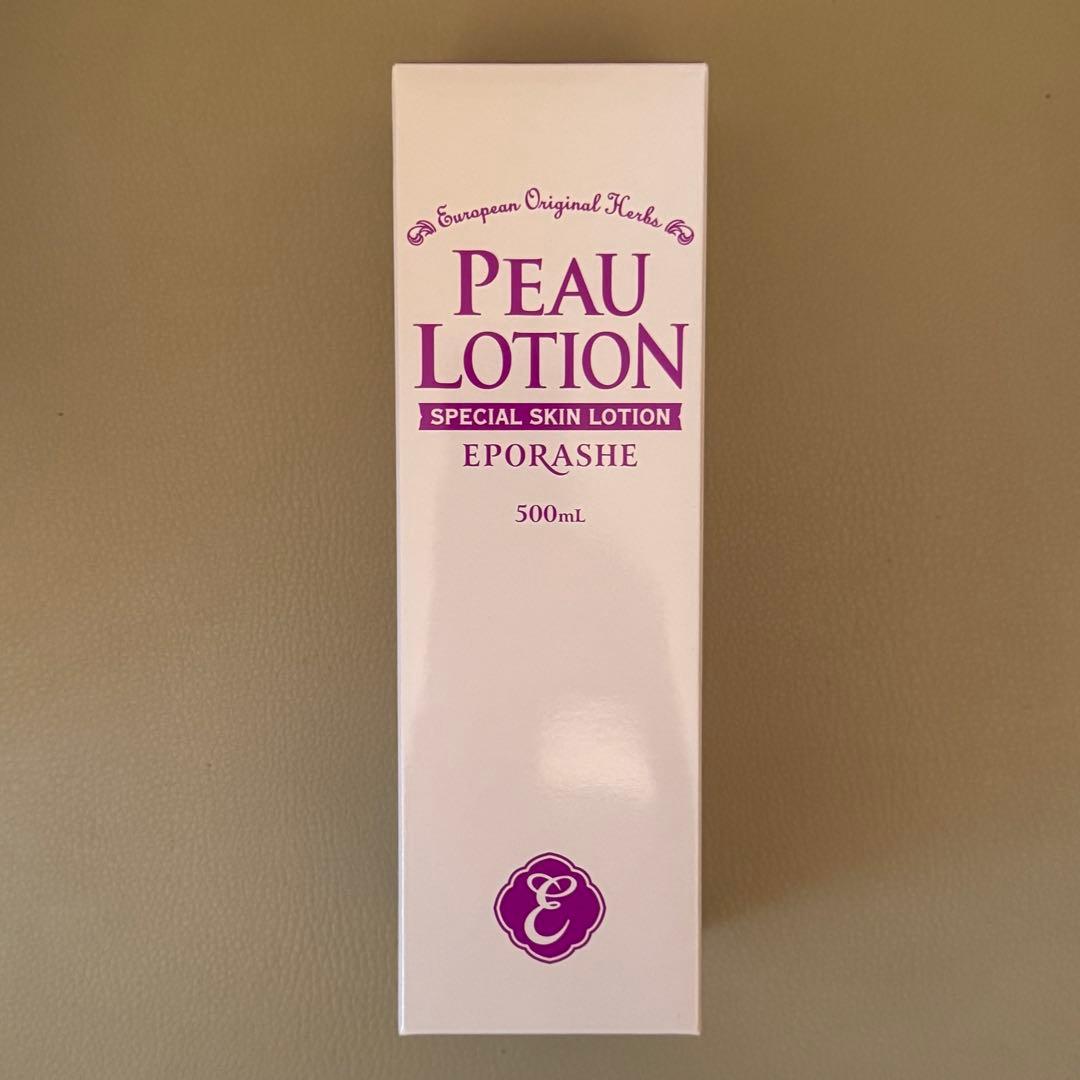 European Original Herbs
PEAU
LOTION
SPECIAL SKIN LOTION
EPORASHE
500mL
E